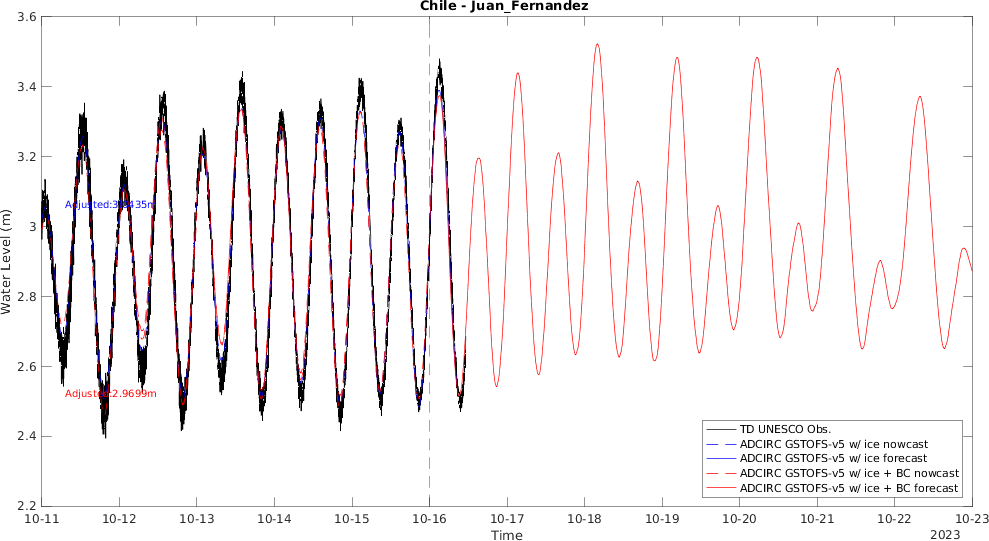 Chile - Juan_Fernandez
3.6
3.4
3.2
3
2.8
2.6
2.4
2.2
Water Level (m)
Adjusted:2.9699m
TD UNESCO Obs.
ADCIRC GSTOFS-v5 w/ ice nowcast
ADCIRC GSTOFS-v5 w/ ice forecast
ADCIRC GSTOFS-v5 w/ ice + BC nowcast
ADCIRC GSTOFS-v5 w/ ice + BC forecast
10-11 10-12 10-13 10-14 10-15 10-16 10-17 10-18 10-19 10-20 10-21 10-22 10-23
Time
2023